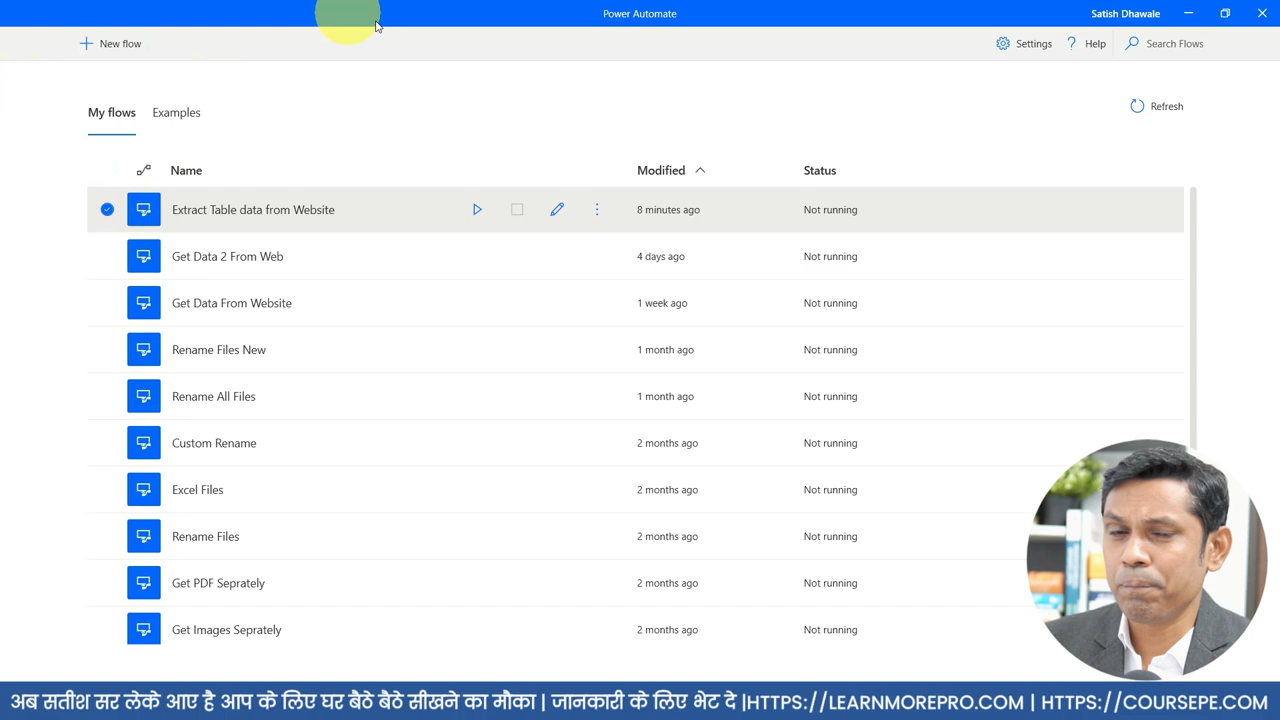 Power Automate
Satish Dhawale
New flow
Settings
Help
Search Flows
My flows
Examples
Refresh
Name Modified Status
Extract Table data from Website 8 minutes ago Not running
Get Data 2 From Web 4 days ago Not running
Get Data From Website 1 week ago Not running
Rename Files New 1 month ago Not running
Rename All Files 1 month ago Not running
Custom Rename 2 months ago Not running
Excel Files 2 months ago Not running
Rename Files 2 months ago Not running
Get PDF Seprately 2 months ago Not running
Get Images Seprately 2 months ago Not running
अब सतीश सर लेके आए है आप के लिए घर बैठे बैठे सीखने का मौका | जानकारी के लिए भेट दे |HTTPS://LEARNMOREPRO.COM | HTTPS://COURSEPE.COM